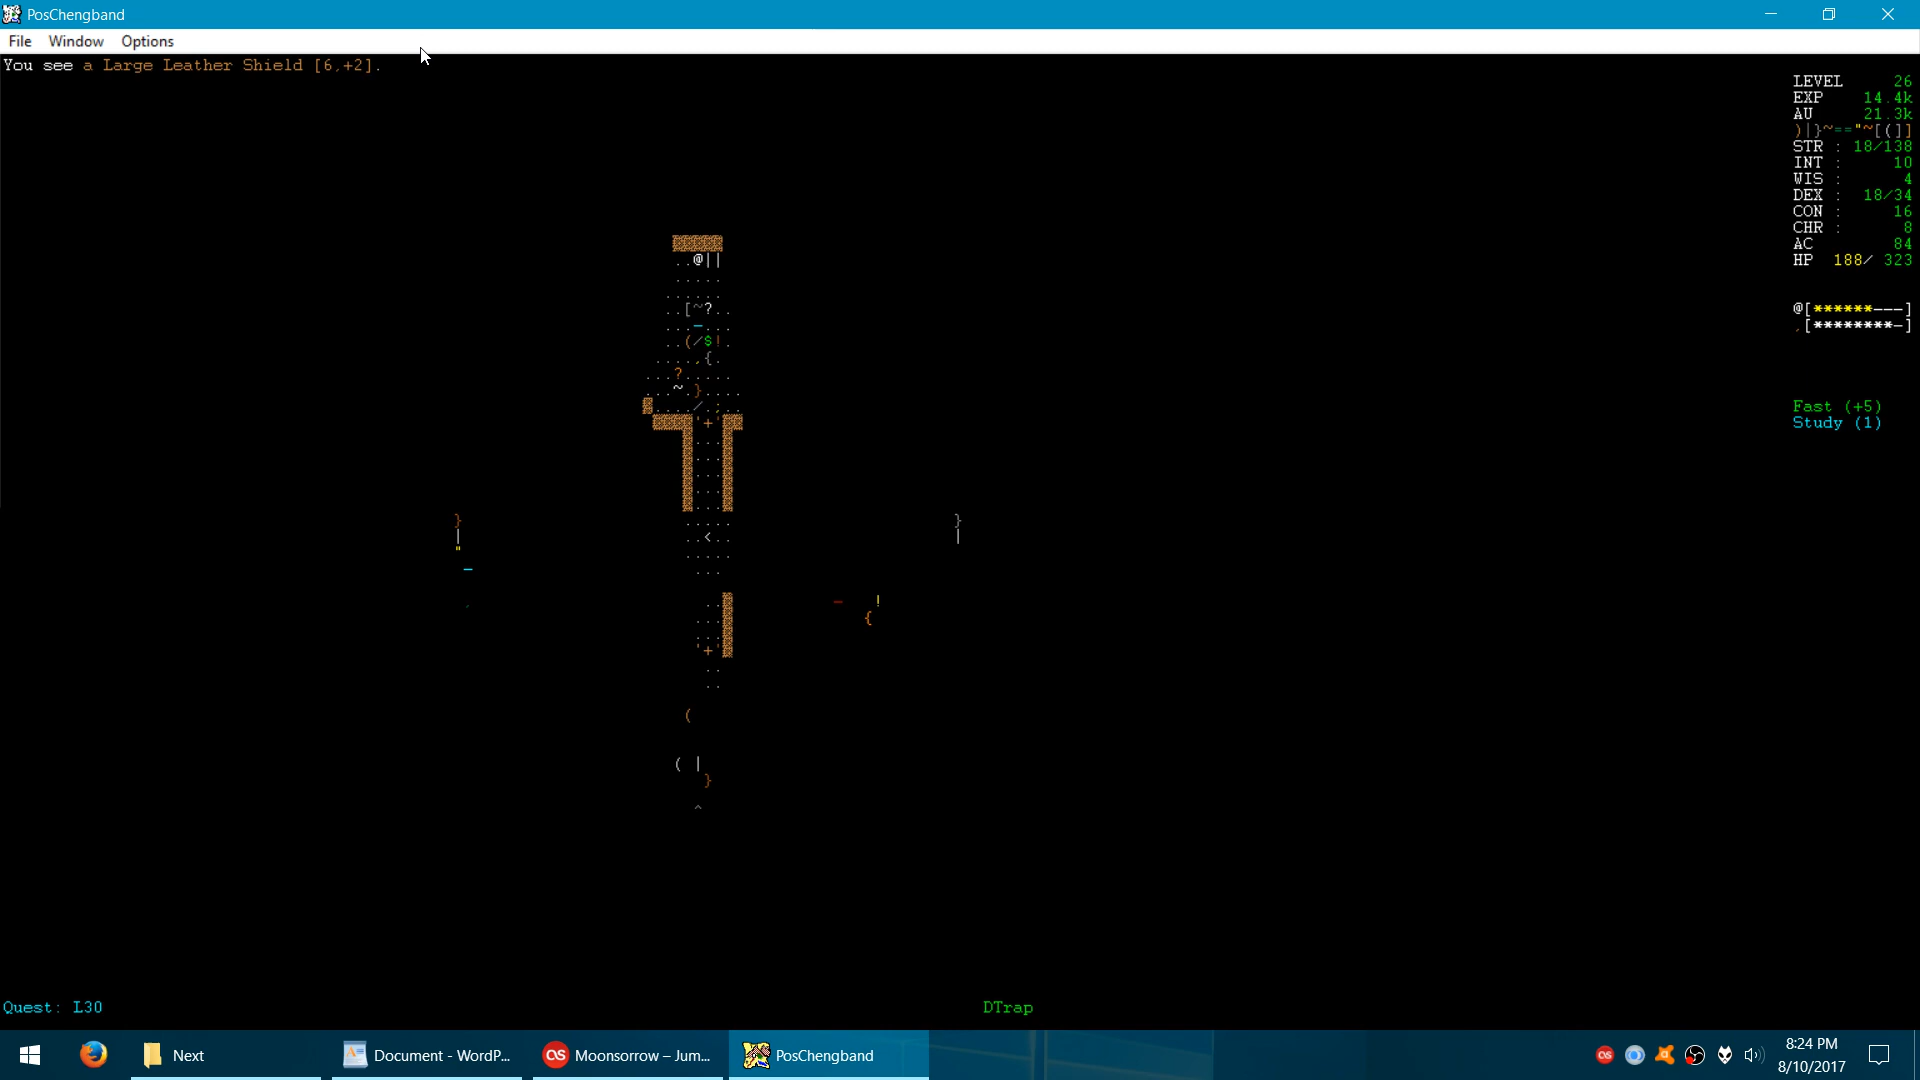 PosChengband
File Window Options
You see a Large Leather Shield [6,+2].
LEVEL 26
EXP 14.4k
AU 21.3k
)|}~=="~[(]]
STR : 18/138
INT : 10
WIS : 4
DEX : 18/34
CON : 16
CHR : 8
AC 84
HP 188/ 323
@[******---]
,[********-]
Fast (+5)
Study (1)
..@||
.....
......
..[~?..
...-...
..(/$!.
.....,{.
...?.....
...~.}....
..../.:..
'+'
...
...
...
...
...
} ..... }
| ..<.. |
" .....
- ...
.. - !
, ... {
...
'+'
..
..
(
( |
}
^
Quest: L30 DTrap
Next
Document - WordP...
Moonsorrow – Jum...
PosChengband
8:24 PM
8/10/2017